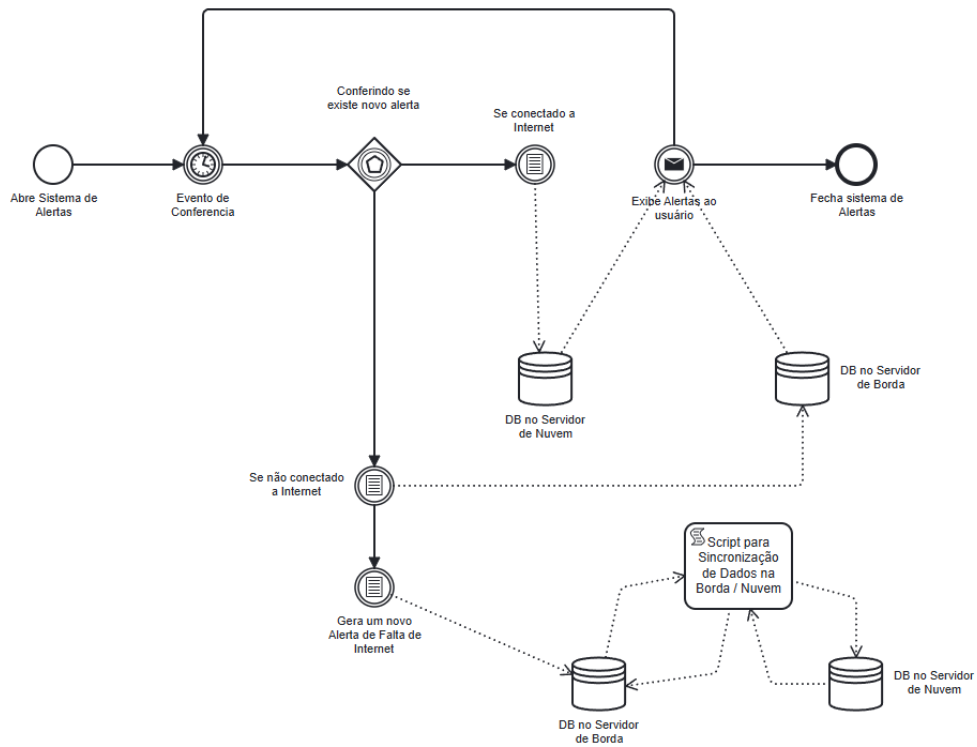 Conferindo se
existe novo alerta
Se conectado a
Internet
Abre Sistema de
Alertas
Evento de
Conferencia
Exibe Alertas ao
usuário
Fecha sistema de
Alertas
DB no Servidor
de Nuvem
DB no Servidor
de Borda
Se não conectado
a Internet
Script para
Sincronização
de Dados na
Borda / Nuvem
Gera um novo
Alerta de Falta de
Internet
DB no Servidor
de Borda
DB no Servidor
de Nuvem